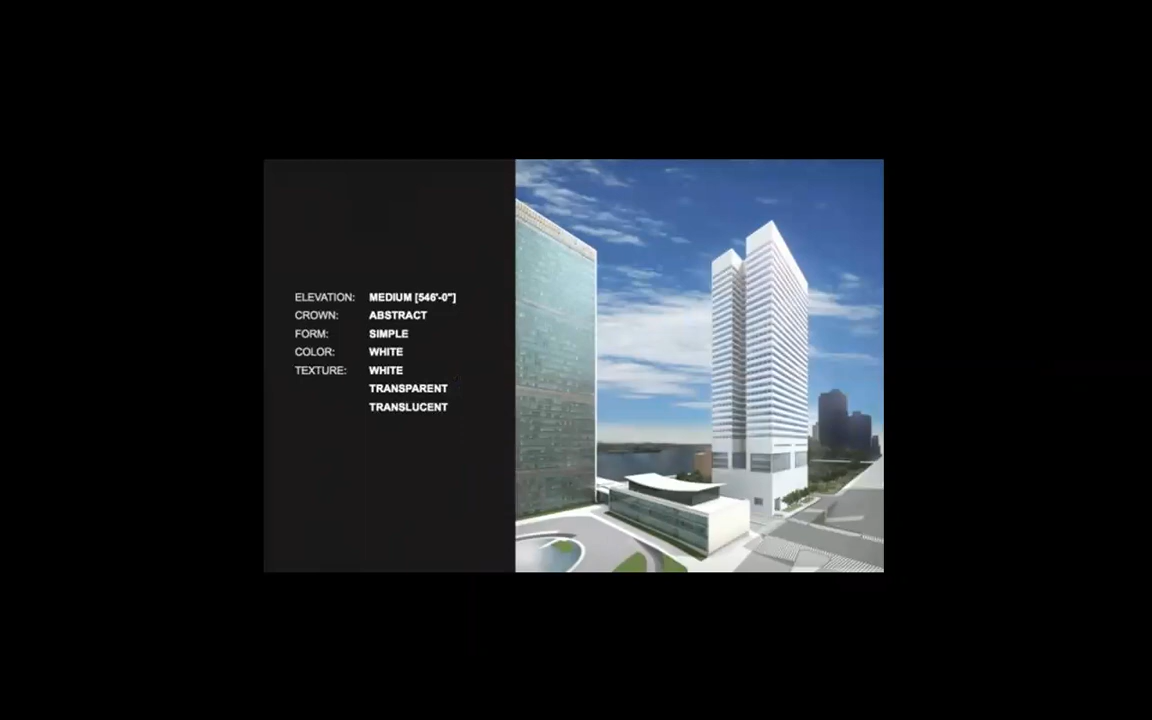 ELEVATION: MEDIUM [546'-0"]
CROWN: ABSTRACT
FORM: SIMPLE
COLOR: WHITE
TEXTURE: WHITE
TRANSPARENT
TRANSLUCENT